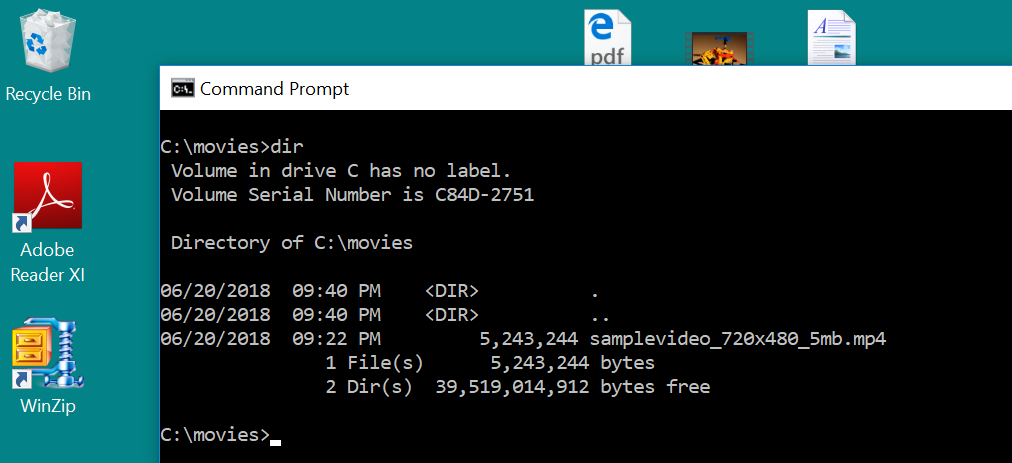 Recycle Bin
Adobe
Reader XI
WinZip
pdf
Command Prompt
C:\movies>dir
Volume in drive C has no label.
Volume Serial Number is C84D-2751
Directory of C:\movies
06/20/2018  09:40 PM    <DIR>          .
06/20/2018  09:40 PM    <DIR>          ..
06/20/2018  09:22 PM         5,243,244 samplevideo_720x480_5mb.mp4
1 File(s)      5,243,244 bytes
2 Dir(s)  39,519,014,912 bytes free
C:\movies>